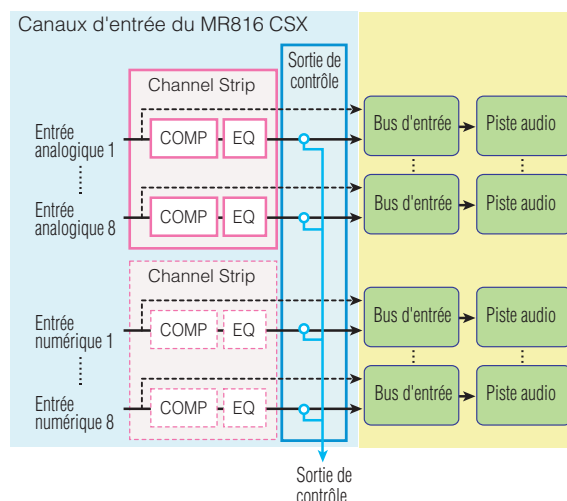 Canaux d'entrée du MR816 CSX
Sortie de
contrôle
Channel Strip
Entrée
analogique 1
COMP
EQ
Bus d'entrée
Piste audio
Entrée
analogique 8
COMP
EQ
Bus d'entrée
Piste audio
Channel Strip
Entrée
numérique 1
COMP
EQ
Bus d'entrée
Piste audio
Entrée
numérique 8
COMP
EQ
Bus d'entrée
Piste audio
Sortie de
contrôle